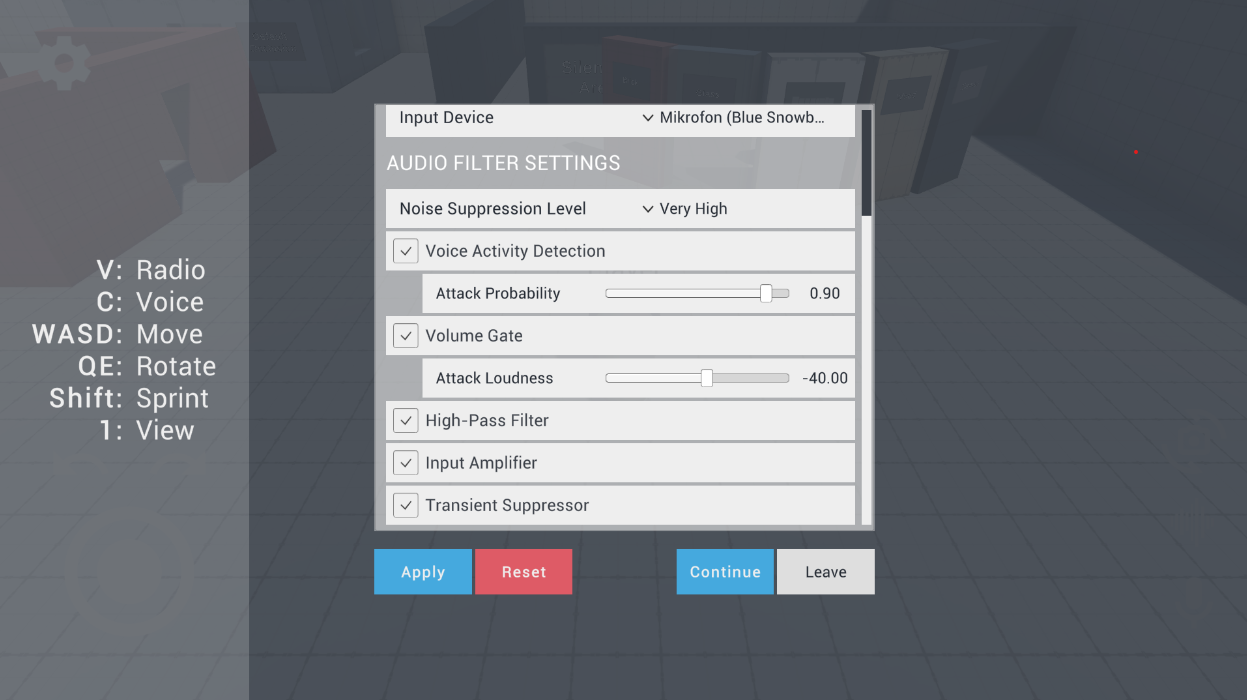 Input Device Mikrofon (Blue Snowb...
AUDIO FILTER SETTINGS
Noise Suppression Level Very High
Voice Activity Detection
Attack Probability 0.90
Volume Gate
Attack Loudness -40.00
High-Pass Filter
Input Amplifier
Transient Suppressor
Apply Reset Continue Leave
V: Radio
C: Voice
WASD: Move
QE: Rotate
Shift: Sprint
1: View